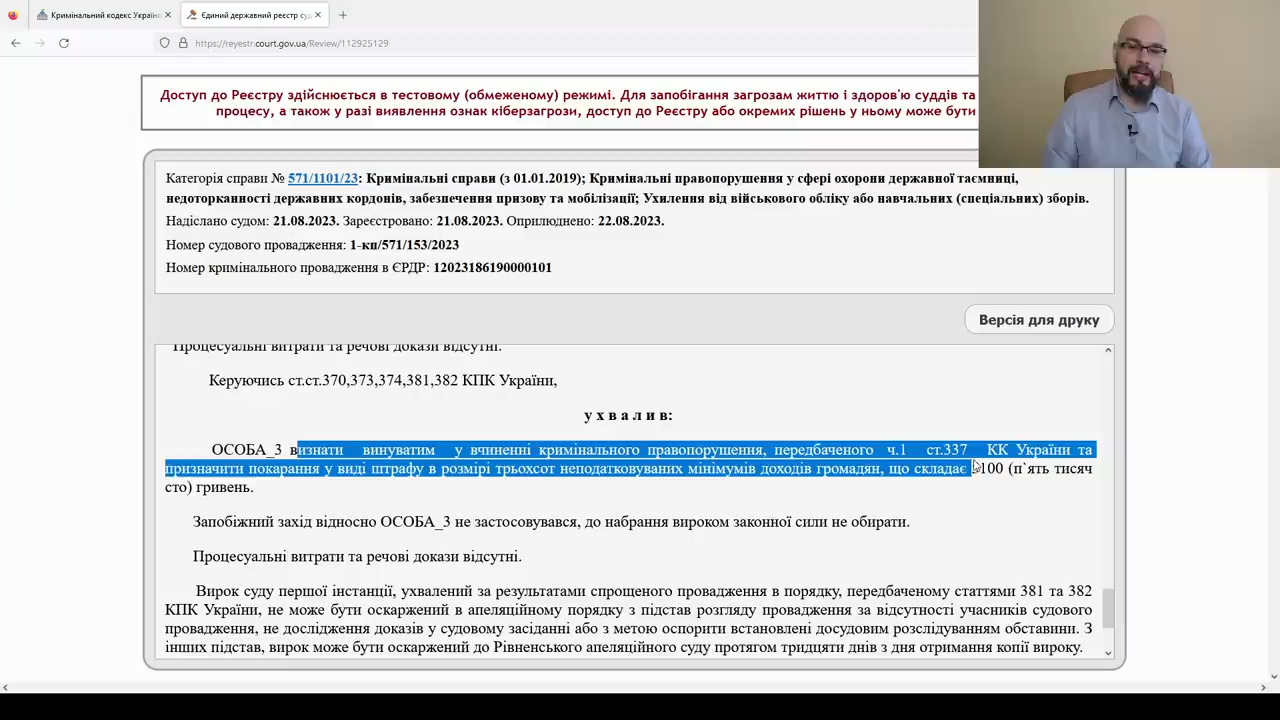 Кримінальний кодекс Україн
Єдиний державний реєстр суд
https://reyestr.court.gov.ua/Review/112925129
Доступ до Реєстру здійснюється в тестовому (обмеженому) режимі. Для запобігання загрозам життю і здоров'ю суддів та
процесу, а також у разі виявлення ознак кіберзагрози, доступ до Реєстру або окремих рішень у ньому може бути
Категорія справи № 571/1101/23: Кримінальні справи (з 01.01.2019); Кримінальні правопорушення у сфері охорони державної таємниці,
недоторканності державних кордонів, забезпечення призову та мобілізації; Ухилення від військового обліку або навчальних (спеціальних) зборів.
Надіслано судом: 21.08.2023. Зареєстровано: 21.08.2023. Оприлюднено: 22.08.2023.
Номер судового провадження: 1-кп/571/153/2023
Номер кримінального провадження в ЄРДР: 12023186190000101
Версія для друку
Процесуальні витрати та речові докази відсутні.
Керуючись ст.ст.370,373,374,381,382 КПК України,
у х в а л и в:
ОСОБА_3 визнати винуватим у вчиненні кримінального правопорушення, передбаченого ч.1 ст.337 КК України та
призначити покарання у виді штрафу в розмірі трьохсот неподатковуваних мінімумів доходів громадян, що складає 5100 (п`ять тисяч
сто) гривень.
Запобіжний захід відносно ОСОБА_3 не застосовувався, до набрання вироком законної сили не обирати.
Процесуальні витрати та речові докази відсутні.
Вирок суду першої інстанції, ухвалений за результатами спрощеного провадження в порядку, передбаченому статтями 381 та 382
КПК України, не може бути оскаржений в апеляційному порядку з підстав розгляду провадження за відсутності учасників судового
провадження, не дослідження доказів у судовому засіданні або з метою оспорити встановлені досудовим розслідуванням обставини. З
інших підстав, вирок може бути оскаржений до Рівненського апеляційного суду протягом тридцяти днів з дня отримання копії вироку.